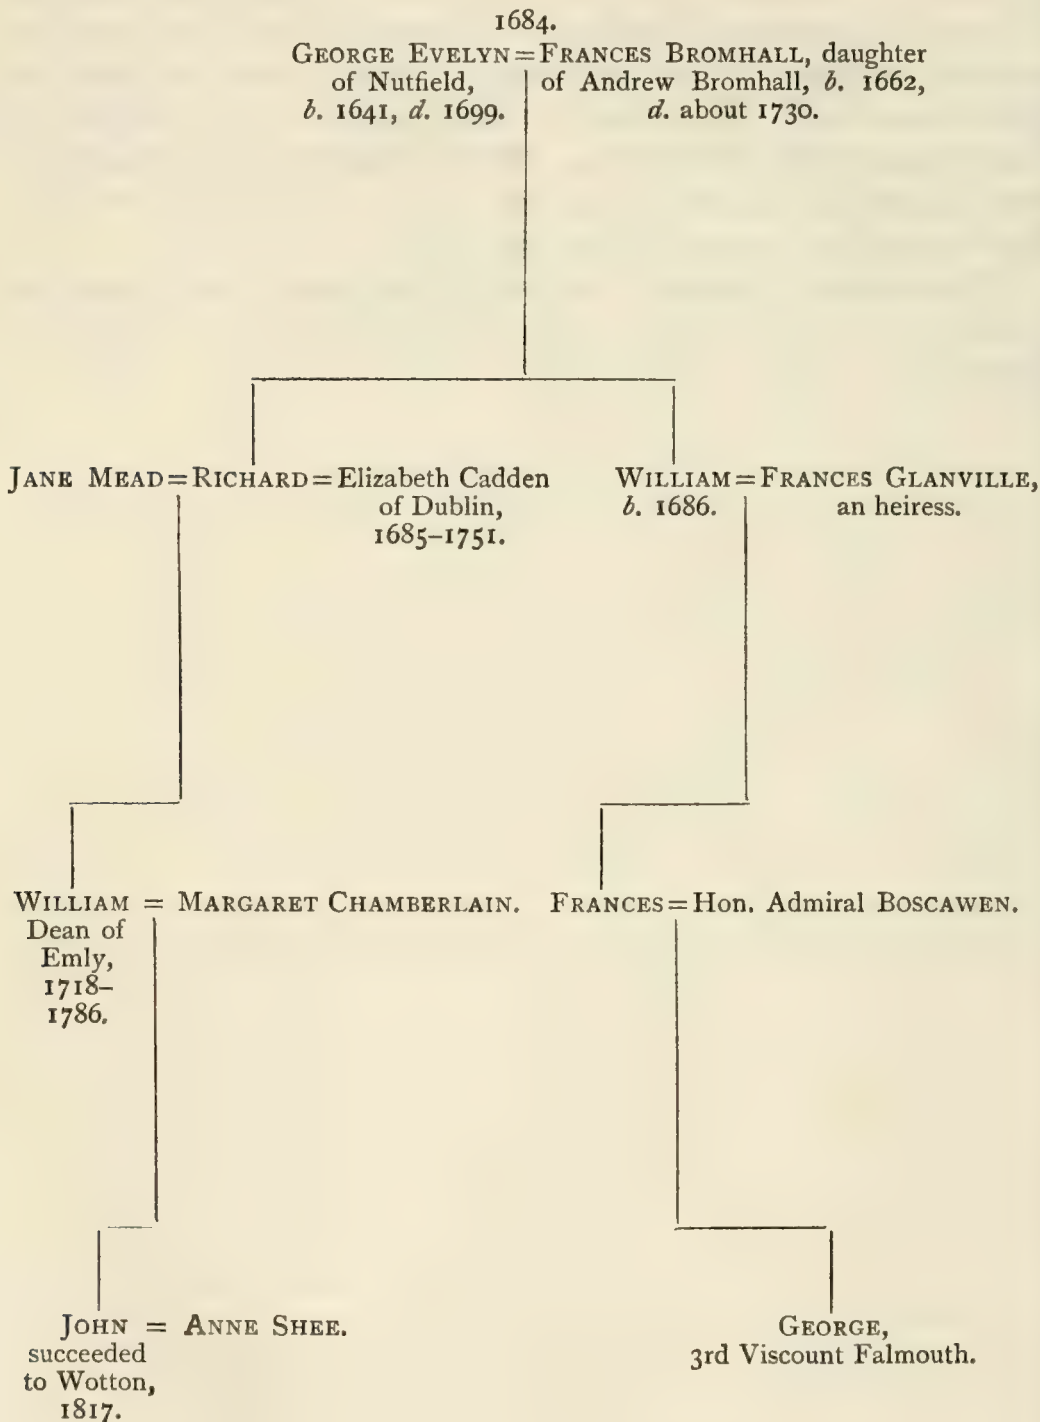 1684.
GEORGE EVELYN = FRANCES BROMHALL, daughter
of Nutfield, of Andrew Bromhall, b. 1662,
b. 1641, d. 1699. d. about 1730.
JANE MEAD = RICHARD = Elizabeth Cadden
of Dublin,
1685–1751.
WILLIAM = FRANCES GLANVILLE,
b. 1686. an heiress.
WILLIAM = MARGARET CHAMBERLAIN.
Dean of
Emly,
1718–
1786.
FRANCES = Hon. Admiral BOSCAWEN.
JOHN = ANNE SHEE.
succeeded
to Wotton,
1817.
GEORGE,
3rd Viscount Falmouth.